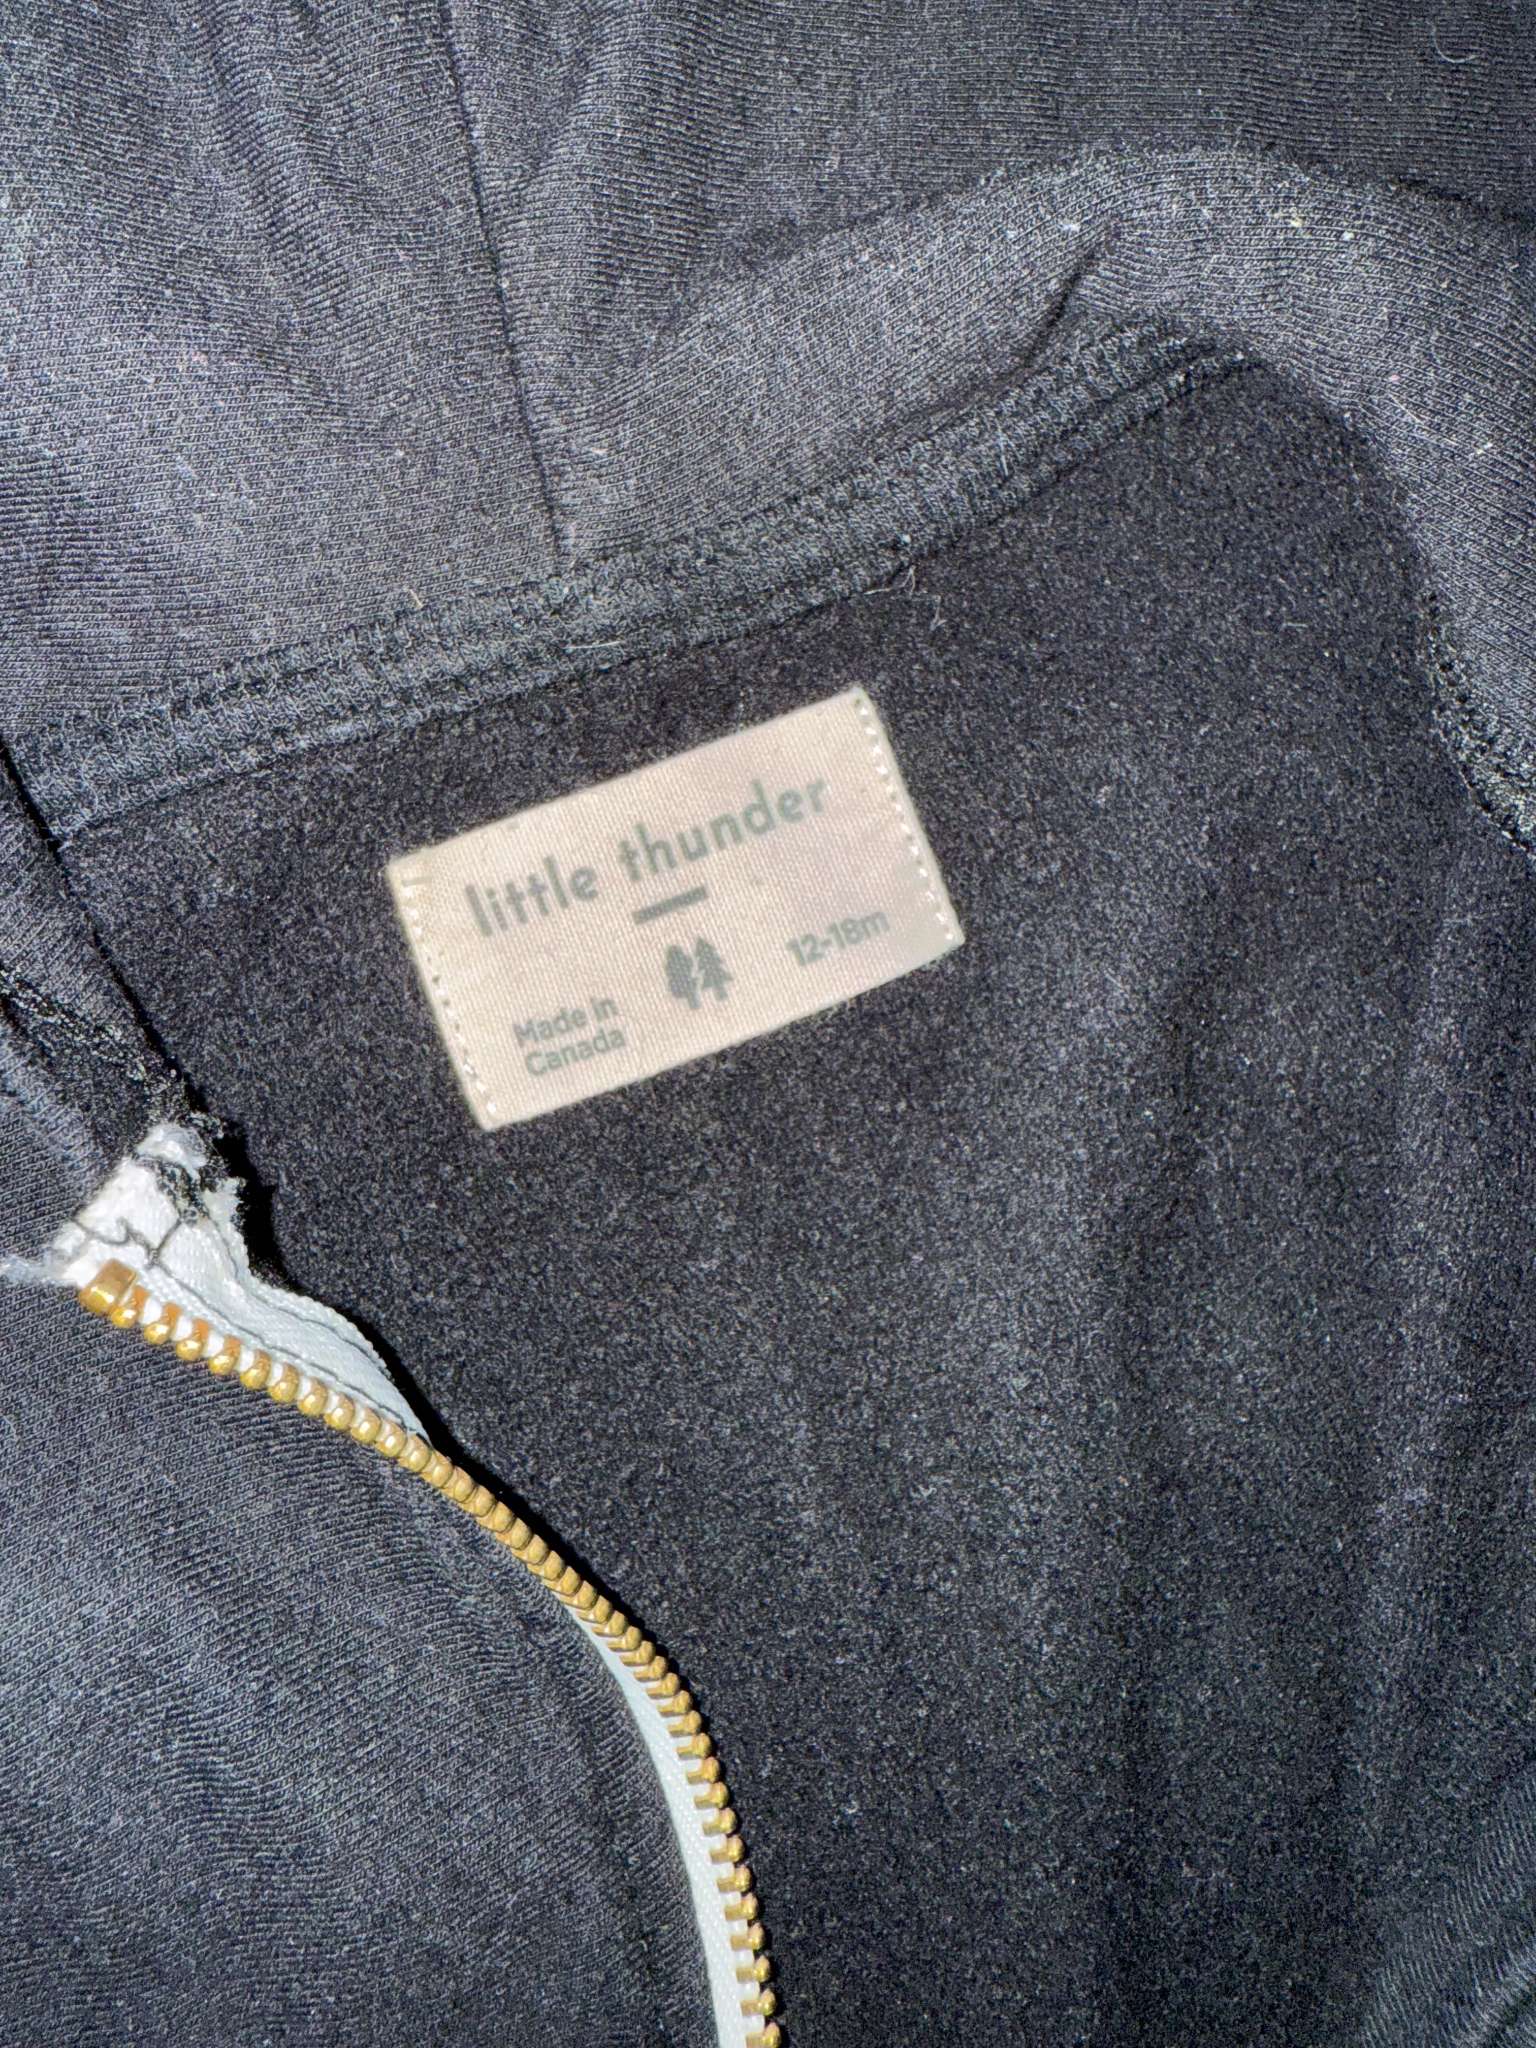 little thunder
12-18m
Made in
Canada